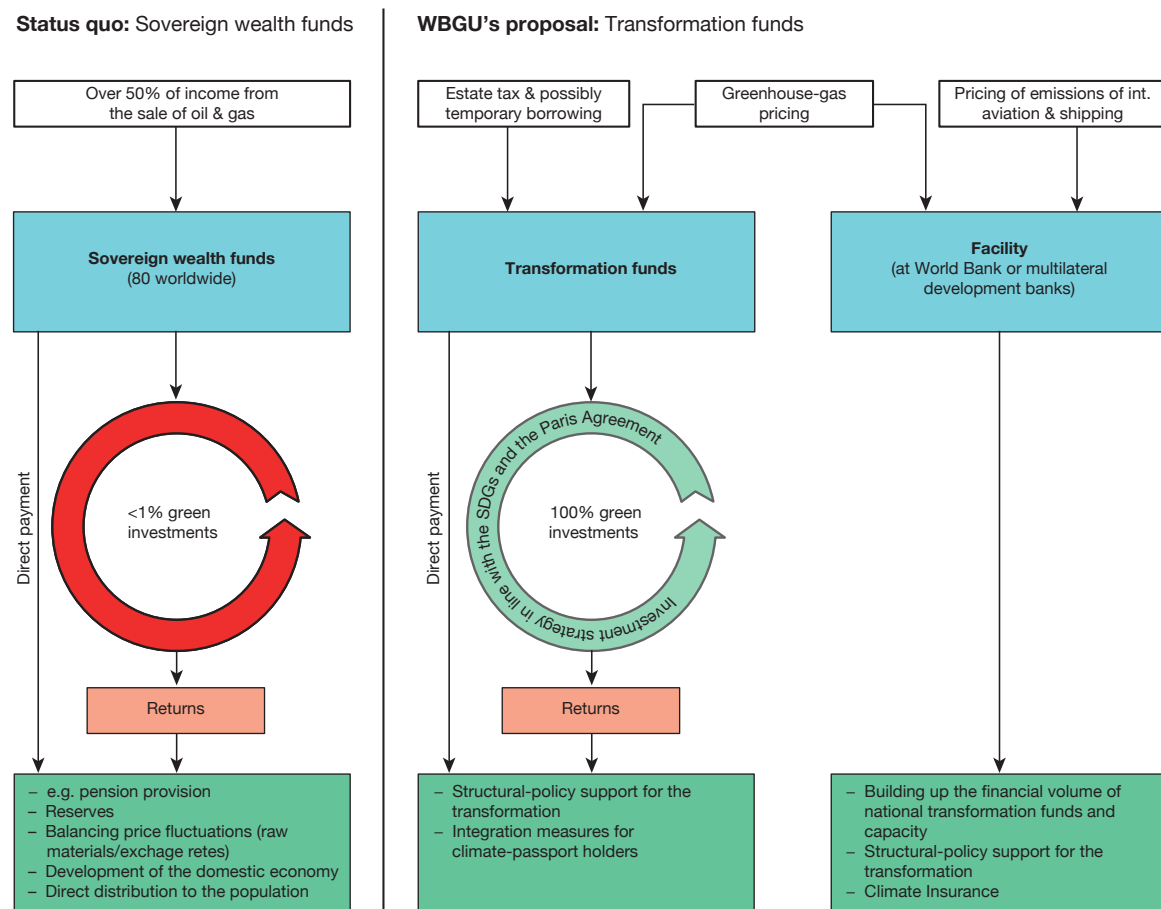 Status quo: Sovereign wealth funds
Over 50% of income from
the sale of oil & gas
Sovereign wealth funds
(80 worldwide)
Direct payment
<1% green
investments
Returns
– e.g. pension provision
– Reserves
– Balancing price fluctuations (raw
materials/exchage retes)
– Development of the domestic economy
– Direct distribution to the population
WBGU's proposal: Transformation funds
Estate tax & possibly
temporary borrowing
Greenhouse-gas
pricing
Pricing of emissions of int.
aviation & shipping
Transformation funds
Facility
(at World Bank or multilateral
development banks)
Direct payment
Investment strategy in line with the SDGs and the Paris Agreement
100% green
investments
Returns
– Structural-policy support for the
transformation
– Integration measures for
climate-passport holders
– Building up the financial volume of
national transformation funds and
capacity
– Structural-policy support for the
transformation
– Climate Insurance